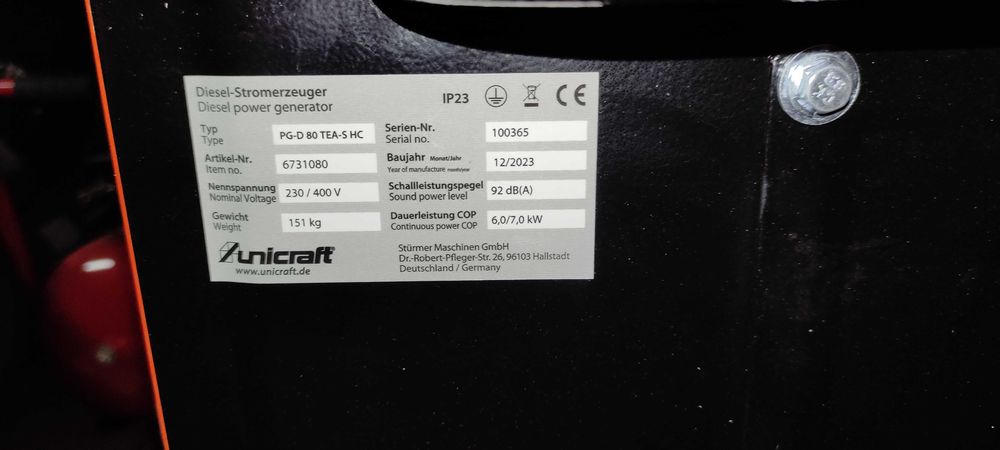 Diesel-Stromerzeuger
Diesel power generator
IP23 CE
Typ
Type
PG-D 80 TEA-S HC
Serien-Nr.
Serial no.
100365
Artikel-Nr.
Item no.
6731080
Baujahr Monat/Jahr
Year of manufacture month/year
12/2023
Nennspannung
Nominal Voltage
230 / 400 V
Schallleistungspegel
Sound power level
92 dB(A)
Gewicht
Weight
151 kg
Dauerleistung COP
Continuous power COP
6,0/7,0 kW
unicraft®
www.unicraft.de
Stürmer Maschinen GmbH
Dr.-Robert-Pfleger-Str. 26, 96103 Hallstadt
Deutschland / Germany